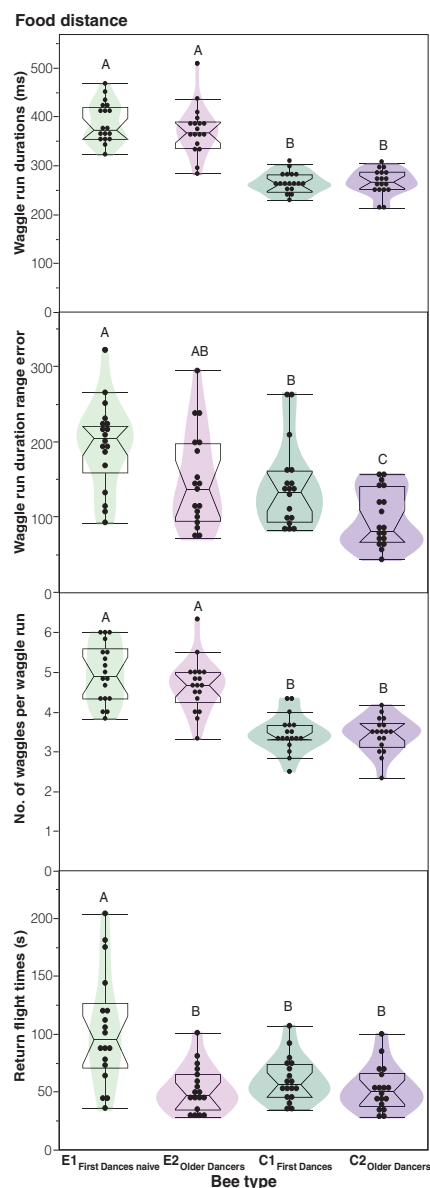 Food distance
Waggle run durations (ms)
500
400
300
200
100
0
A
A
B
B
Waggle run duration range error
300
200
100
0
A
AB
B
C
No. of waggles per waggle run
6
5
4
3
2
1
0
A
A
B
B
Return flight times (s)
200
150
100
50
0
A
B
B
B
E1First Dances naive E2Older Dancers C1First Dances C2Older Dancers
Bee type